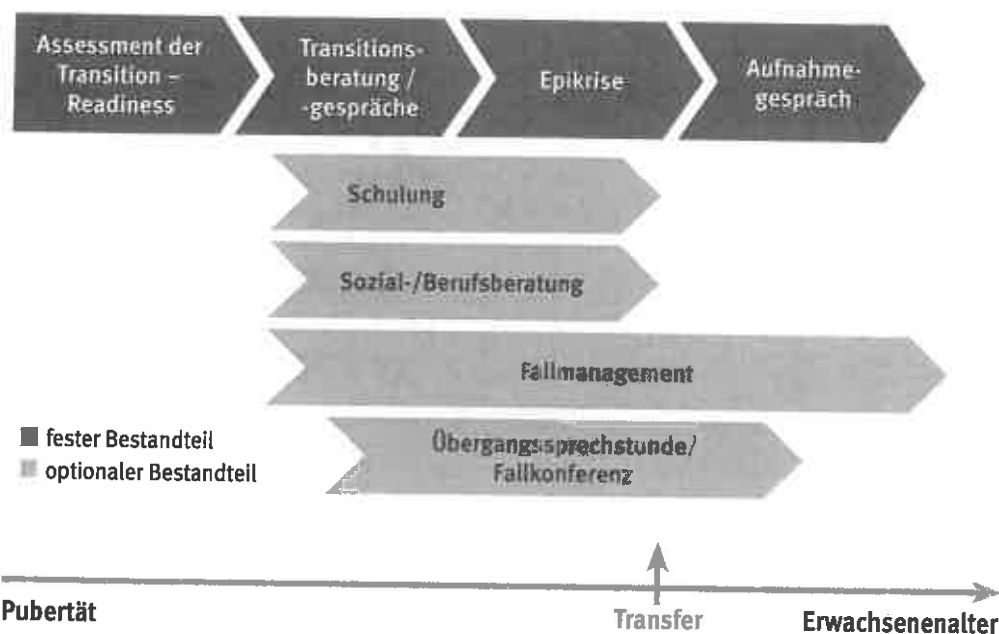 Assessment der
Transition –
Readiness
Transitions-
beratung /
-gespräche
Epikrise
Aufnahme-
gespräch
Schulung
Sozial-/Berufsberatung
Fallmanagement
Übergangssprechstunde/
Fallkonferenz
fester Bestandteil
optionaler Bestandteil
Transfer
Pubertät
Erwachsenenalter